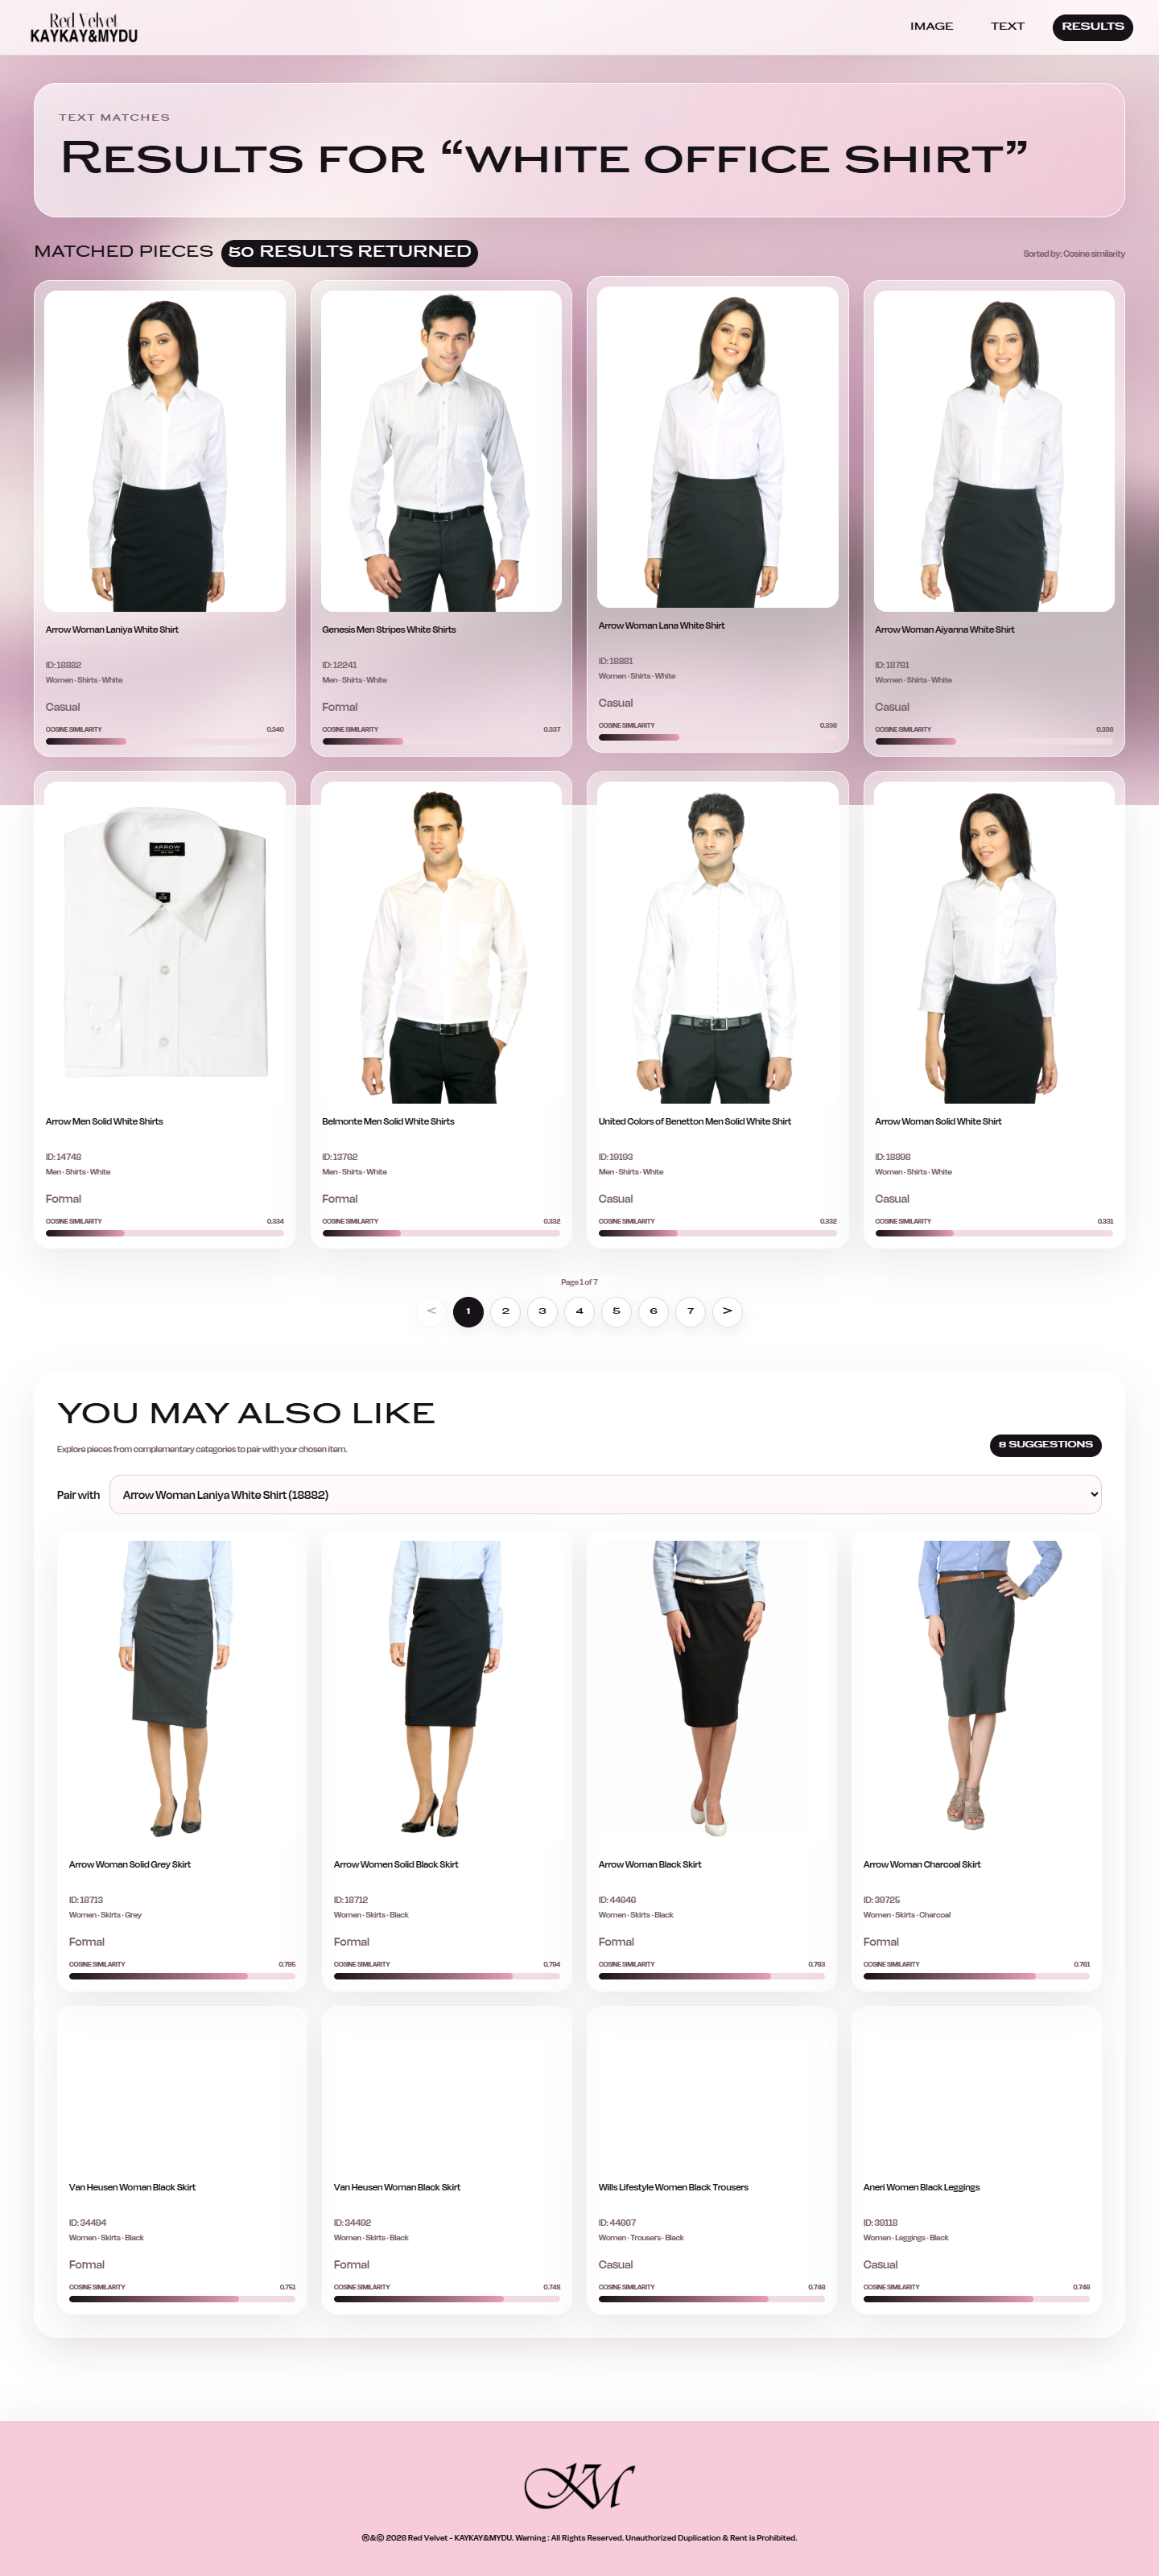 Red Velvet
KAYKAY&MYDU
IMAGE TEXT RESULTS
TEXT MATCHES
RESULTS FOR “WHITE OFFICE SHIRT”
MATCHED PIECES 50 RESULTS RETURNED
Sorted by: Cosine similarity
Arrow Woman Laniya White Shirt
ID: 18882
Women · Shirts · White
Casual
COSINE SIMILARITY 0.340
Genesis Men Stripes White Shirts
ID: 12241
Men · Shirts · White
Formal
COSINE SIMILARITY 0.337
Arrow Woman Lana White Shirt
ID: 18881
Women · Shirts · White
Casual
COSINE SIMILARITY 0.336
Arrow Woman Aiyanna White Shirt
ID: 18761
Women · Shirts · White
Casual
COSINE SIMILARITY 0.336
ARROW
Arrow Men Solid White Shirts
ID: 14748
Men · Shirts · White
Formal
COSINE SIMILARITY 0.334
Belmonte Men Solid White Shirts
ID: 13762
Men · Shirts · White
Formal
COSINE SIMILARITY 0.332
United Colors of Benetton Men Solid White Shirt
ID: 19193
Men · Shirts · White
Casual
COSINE SIMILARITY 0.332
Arrow Woman Solid White Shirt
ID: 18898
Women · Shirts · White
Casual
COSINE SIMILARITY 0.331
Page 1 of 7
< 1 2 3 4 5 6 7 >
YOU MAY ALSO LIKE
Explore pieces from complementary categories to pair with your chosen item.
8 SUGGESTIONS
Pair with Arrow Woman Laniya White Shirt (18882)
Arrow Woman Solid Grey Skirt
ID: 18713
Women · Skirts · Grey
Formal
COSINE SIMILARITY 0.795
Arrow Women Solid Black Skirt
ID: 18712
Women · Skirts · Black
Formal
COSINE SIMILARITY 0.794
Arrow Woman Black Skirt
ID: 44646
Women · Skirts · Black
Formal
COSINE SIMILARITY 0.763
Arrow Woman Charcoal Skirt
ID: 39725
Women · Skirts · Charcoal
Formal
COSINE SIMILARITY 0.761
Van Heusen Woman Black Skirt
ID: 34494
Women · Skirts · Black
Formal
COSINE SIMILARITY 0.751
Van Heusen Woman Black Skirt
ID: 34492
Women · Skirts · Black
Formal
COSINE SIMILARITY 0.748
Wills Lifestyle Women Black Trousers
ID: 44667
Women · Trousers · Black
Casual
COSINE SIMILARITY 0.746
Aneri Women Black Leggings
ID: 39118
Women · Leggings · Black
Casual
COSINE SIMILARITY 0.746
KM
®&© 2026 Red Velvet - KAYKAY&MYDU. Warning : All Rights Reserved. Unauthorized Duplication & Rent is Prohibited.